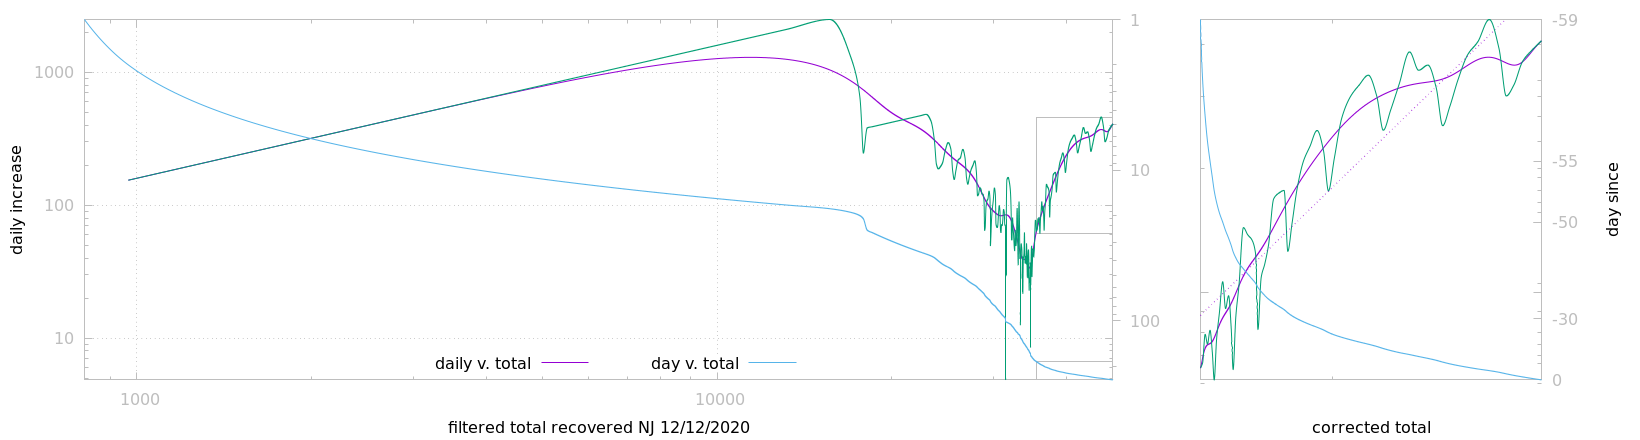 daily increase
1000
100
10
1
10
100
daily v. total
day v. total
1000
10000
filtered total recovered NJ 12/12/2020
-59
-55
-50
-30
0
day since
corrected total